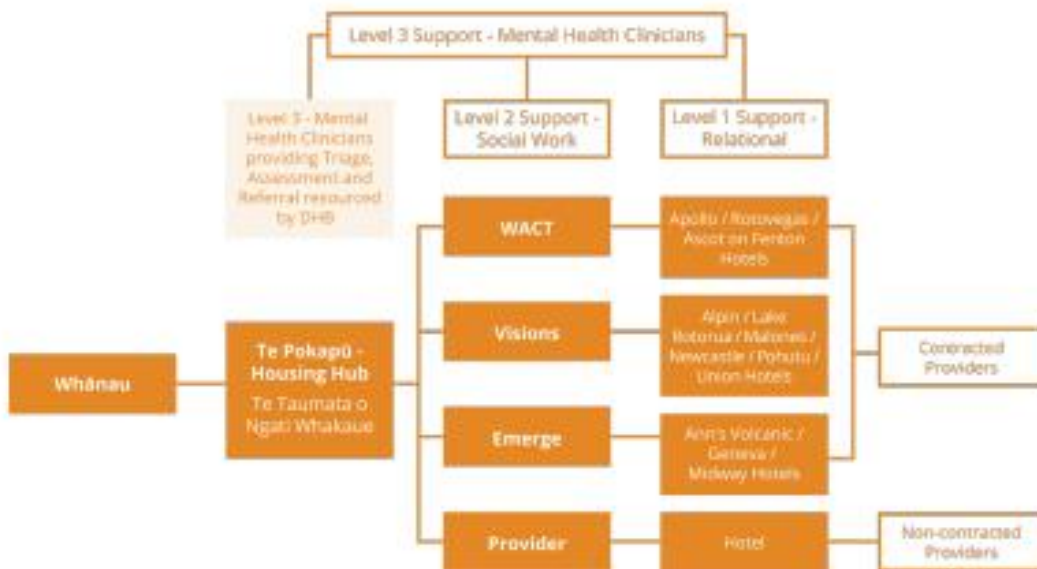 Level 3 Support - Mental Health Clinicians
Level 3 - Mental
Health Clinicians
providing Triage,
Assessment and
Referral resourced
by DHB
Level 2 Support -
Social Work
Level 1 Support -
Relational
WACT
Apollo / Rotovegas /
Ascot on Fenton
Hotels
Visions
Alpin / Lake
Rotorua / Malones /
Newcastle / Pohutu /
Union Hotels
Contracted
Providers
Whānau
Te Pokapū -
Housing Hub
Te Taumata o
Ngati Whakaue
Emerge
Ann's Volcanic /
Geneva /
Midway Hotels
Provider
Hotel
Non-contracted
Providers